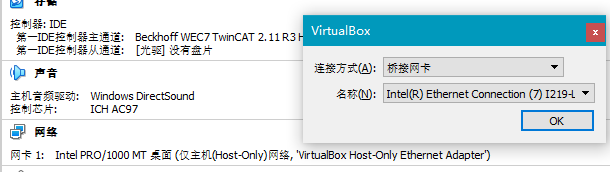 存储
控制器: IDE
第一IDE控制器主通道: Beckhoff WEC7 TwinCAT 2.11 R3 H
第一IDE控制器从通道: [光驱] 没有盘片
声音
主机音频驱动: Windows DirectSound
控制芯片: ICH AC97
网络
网卡 1: Intel PRO/1000 MT 桌面 (仅主机(Host-Only)网络, 'VirtualBox Host-Only Ethernet Adapter')
VirtualBox
连接方式(A): 桥接网卡
名称(N): Intel(R) Ethernet Connection (7) I219-L
OK